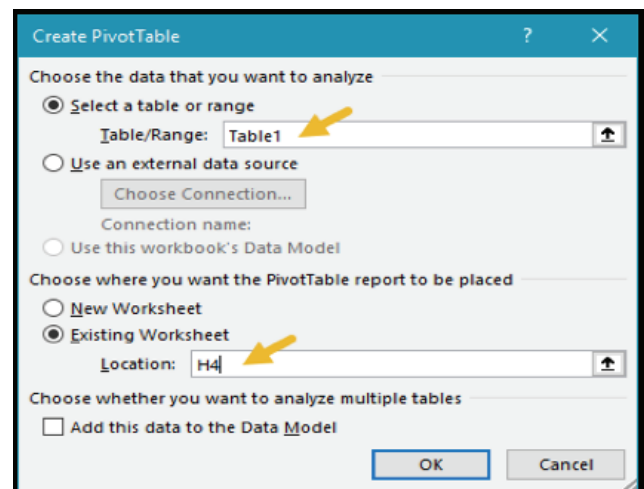 Create PivotTable ? ×
Choose the data that you want to analyze
Select a table or range
Table/Range: Table1
Use an external data source
Choose Connection...
Connection name:
Use this workbook's Data Model
Choose where you want the PivotTable report to be placed
New Worksheet
Existing Worksheet
Location: H4
Choose whether you want to analyze multiple tables
Add this data to the Data Model
OK Cancel